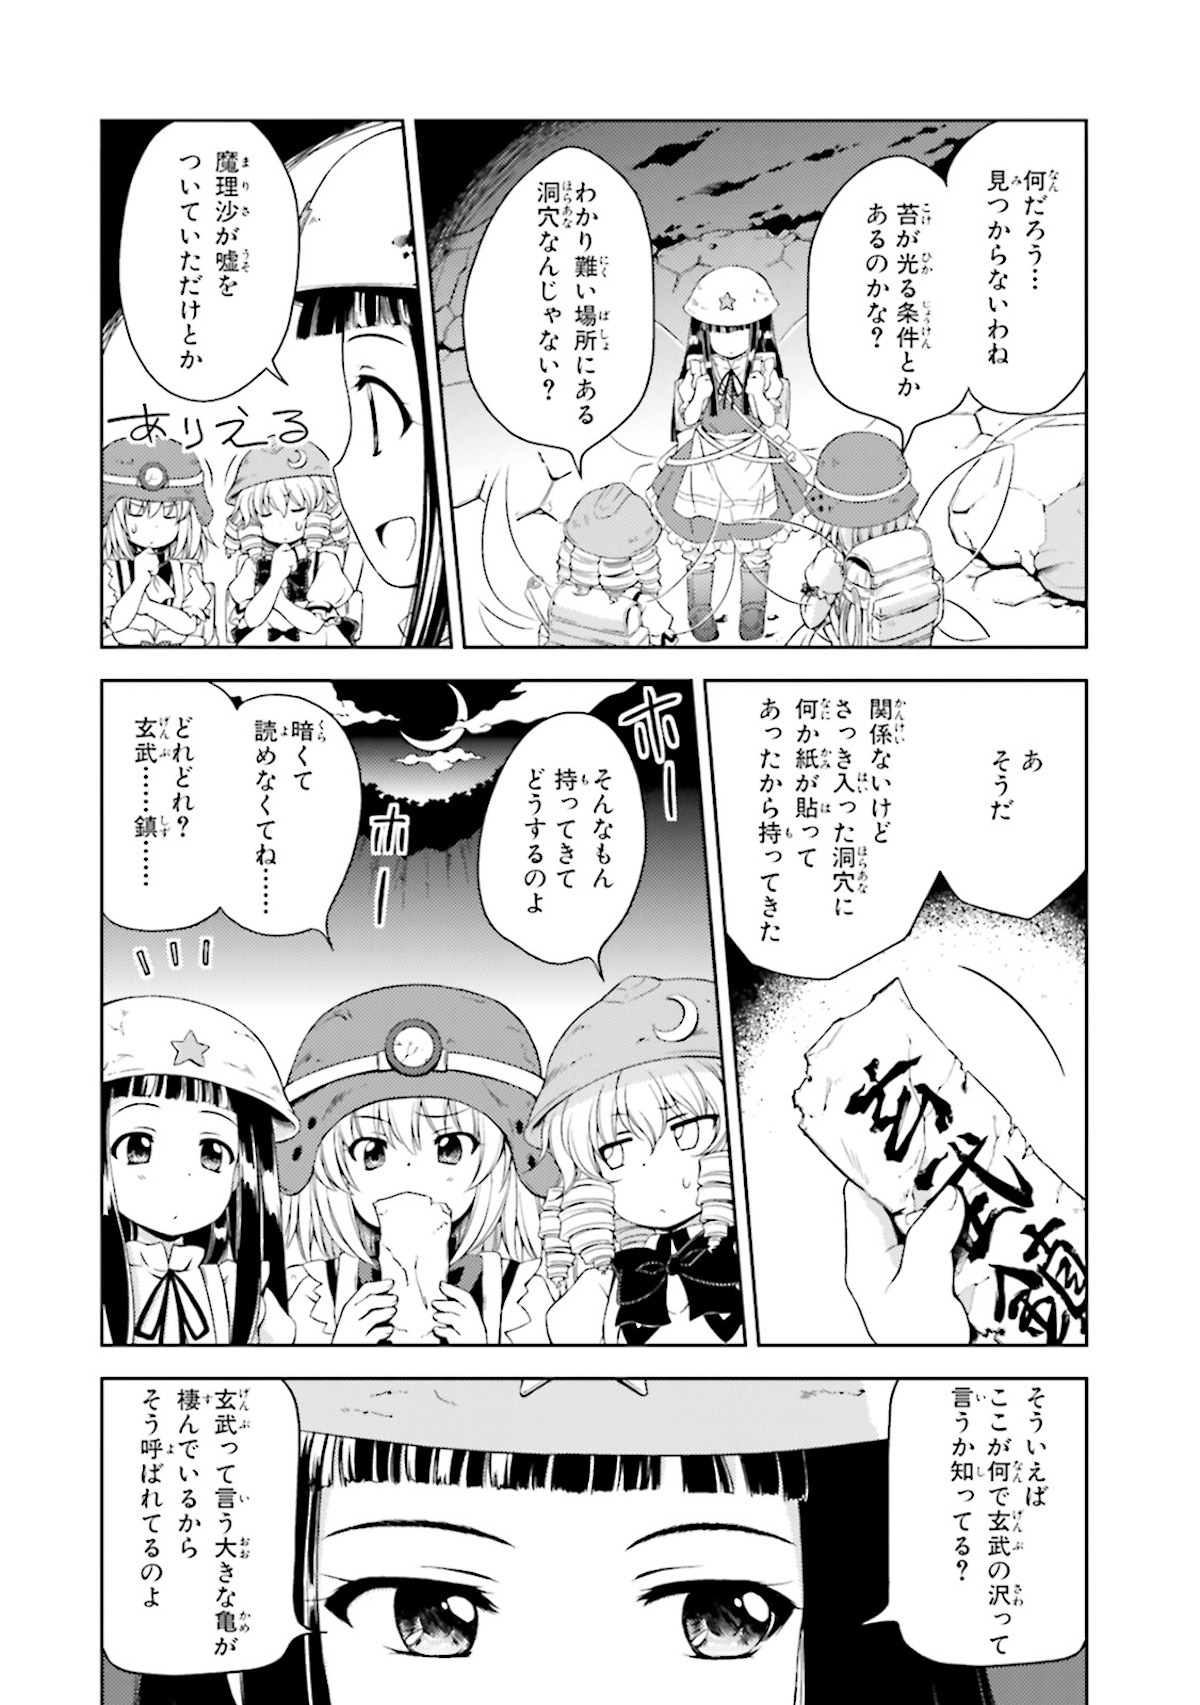 何だろう…
見つからないわね
苔が光る条件とか
あるのかな?
わかり難い場所にある
洞穴なんじゃない?
魔理沙が嘘を
ついていただけとか
ありえる
あ
そうだ
関係ないけど
さっき入った洞穴に
何か紙が貼って
あったから持ってきた
玄武鎮
ホー
ホー
そんなもん
持ってきて
どうするのよ
暗くて
読めなくてね……
どれどれ?
玄武……鎮……
そういえば
ここが何で玄武の沢って
言うか知ってる?
玄武って言う大きな亀が
棲んでいるから
そう呼ばれてるのよ